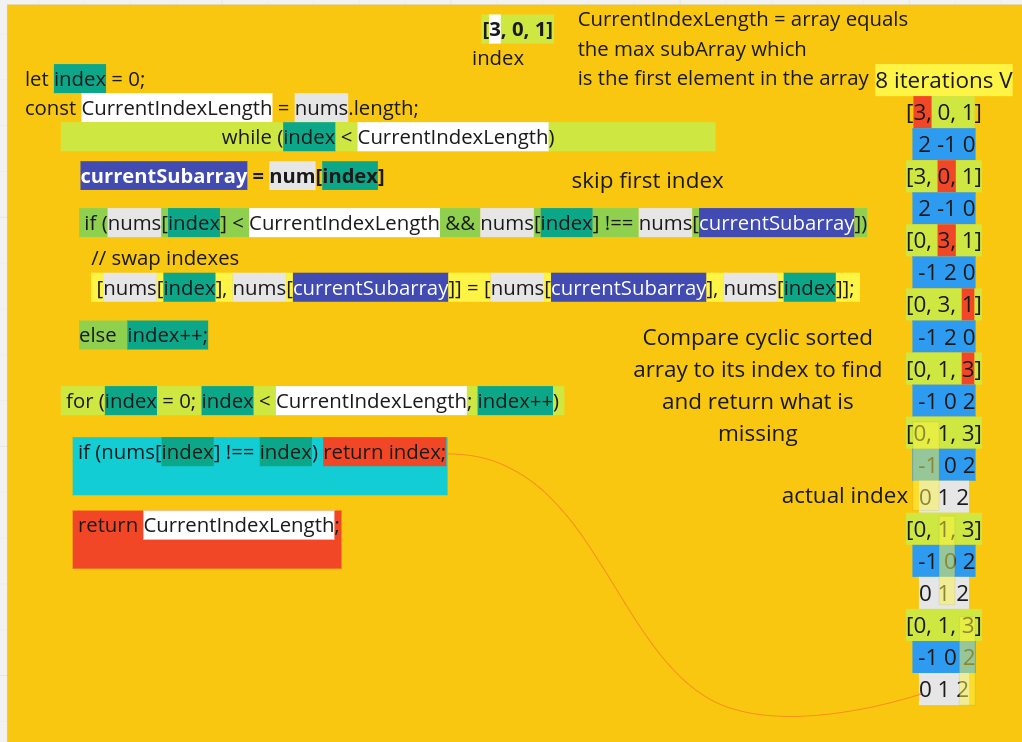 [3, 0, 1]
index
CurrentIndexLength = array equals
the max subArray which
is the first element in the array
let index = 0;
const CurrentIndexLength = nums.length;
while (index < CurrentIndexLength)
currentSubarray = num[index]
skip first index
if (nums[index] < CurrentIndexLength && nums[index] !== nums[currentSubarray])
// swap indexes
[nums[index], nums[currentSubarray]] = [nums[currentSubarray], nums[index]];
else index++;
Compare cyclic sorted
array to its index to find
and return what is
missing
for (index = 0; index < CurrentIndexLength; index++)
if (nums[index] !== index) return index;
return CurrentIndexLength;
8 iterations V
[3, 0, 1]
2 -1 0
[3, 0, 1]
2 -1 0
[0, 3, 1]
-1 2 0
[0, 3, 1]
-1 2 0
[0, 1, 3]
-1 0 2
[0, 1, 3]
-1 0 2
actual index 0 1 2
[0, 1, 3]
-1 0 2
0 1 2
[0, 1, 3]
-1 0 2
0 1 2